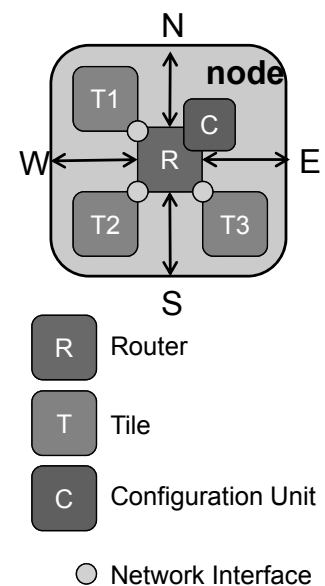 N
node
T1
C
W
R
E
T2
T3
S
R Router
T Tile
C Configuration Unit
Network Interface